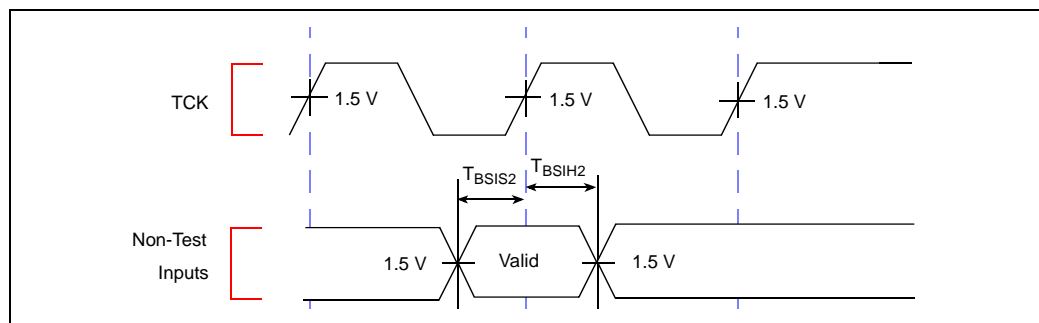 TCK
1.5 V
1.5 V
1.5 V
TBSIS2
TBSIH2
Non-Test
Inputs
1.5 V
Valid
1.5 V